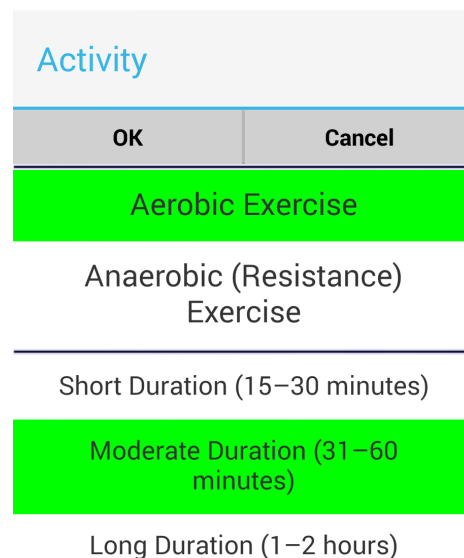 Activity
OK
Cancel
Aerobic Exercise
Anaerobic (Resistance)
Exercise
Short Duration (15–30 minutes)
Moderate Duration (31–60
minutes)
Long Duration (1–2 hours)